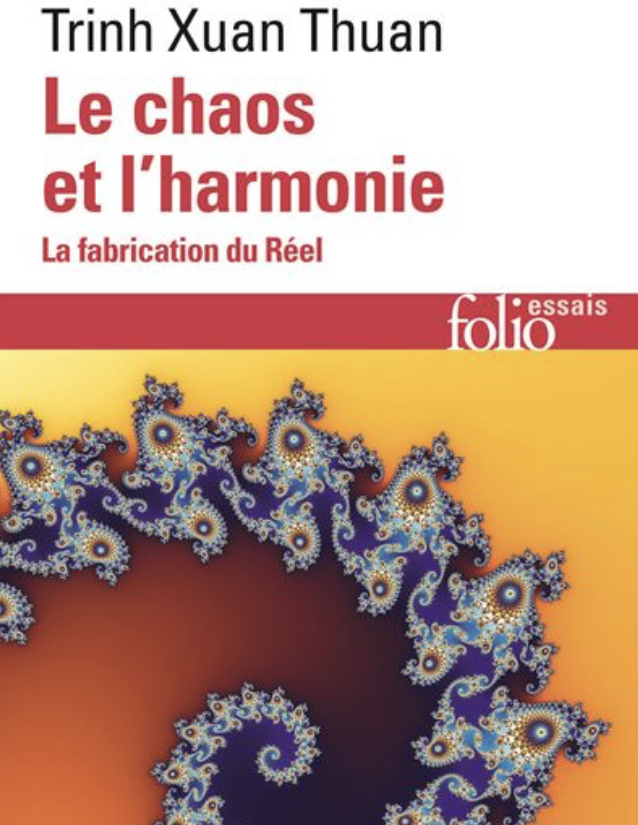 Trinh Xuan Thuan
Le chaos
et l'harmonie
La fabrication du Réel
folio essais